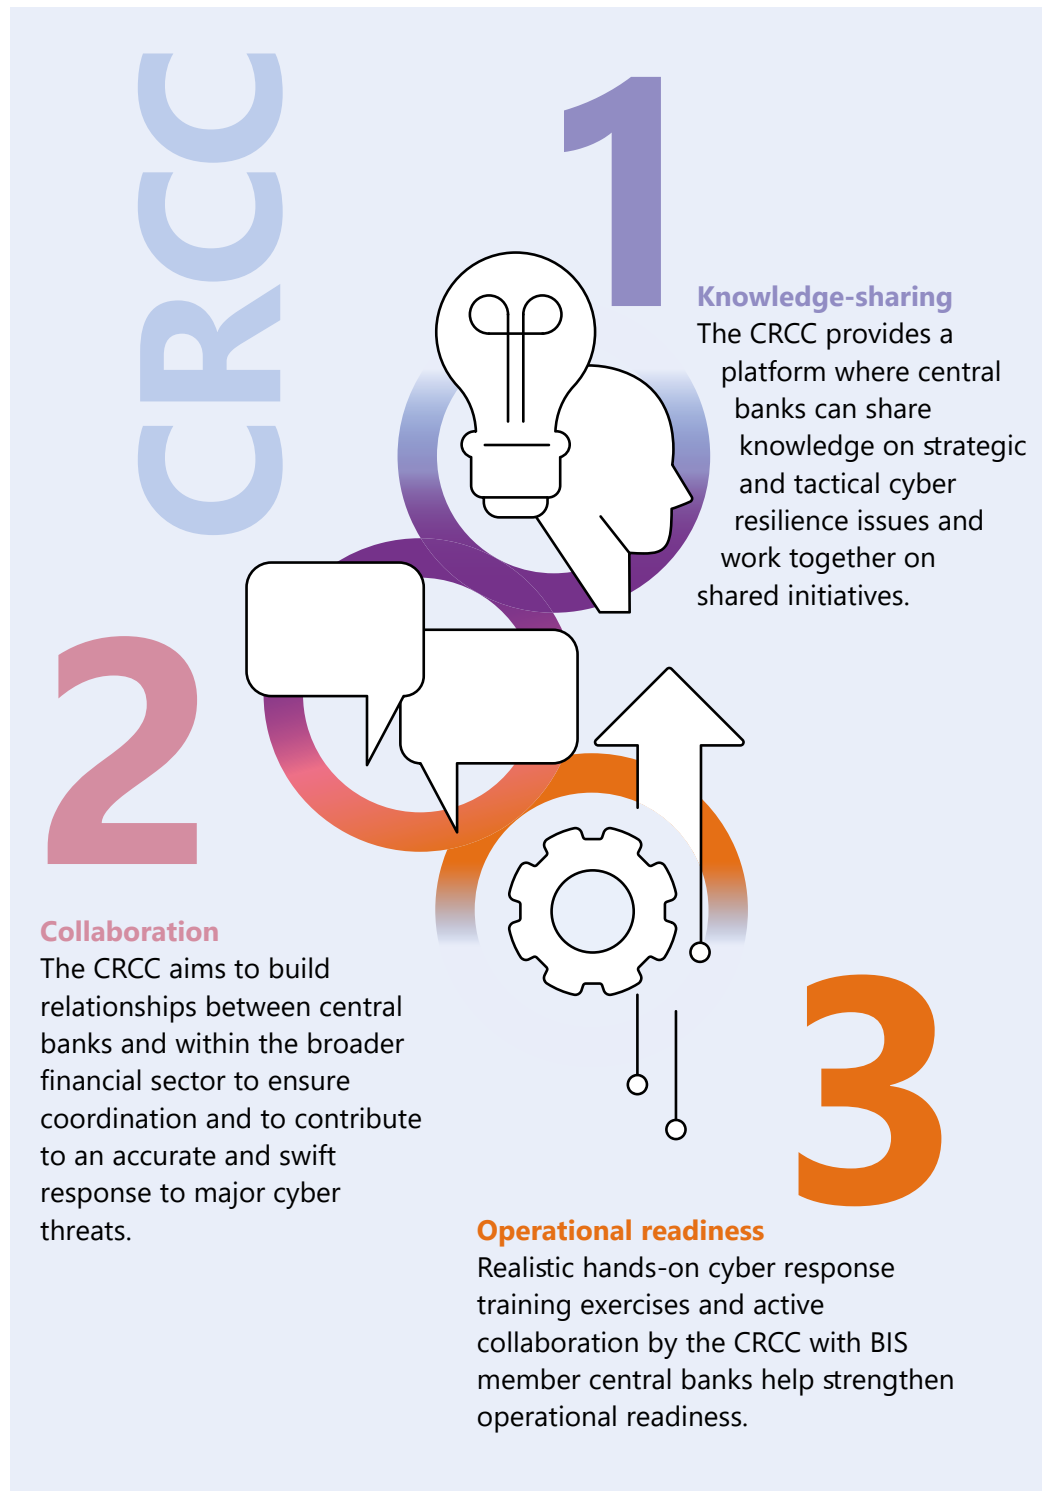 CRCC
1
Knowledge-sharing
The CRCC provides a
platform where central
banks can share
knowledge on strategic
and tactical cyber
resilience issues and
work together on
shared initiatives.
2
Collaboration
The CRCC aims to build
relationships between central
banks and within the broader
financial sector to ensure
coordination and to contribute
to an accurate and swift
response to major cyber
threats.
3
Operational readiness
Realistic hands-on cyber response
training exercises and active
collaboration by the CRCC with BIS
member central banks help strengthen
operational readiness.